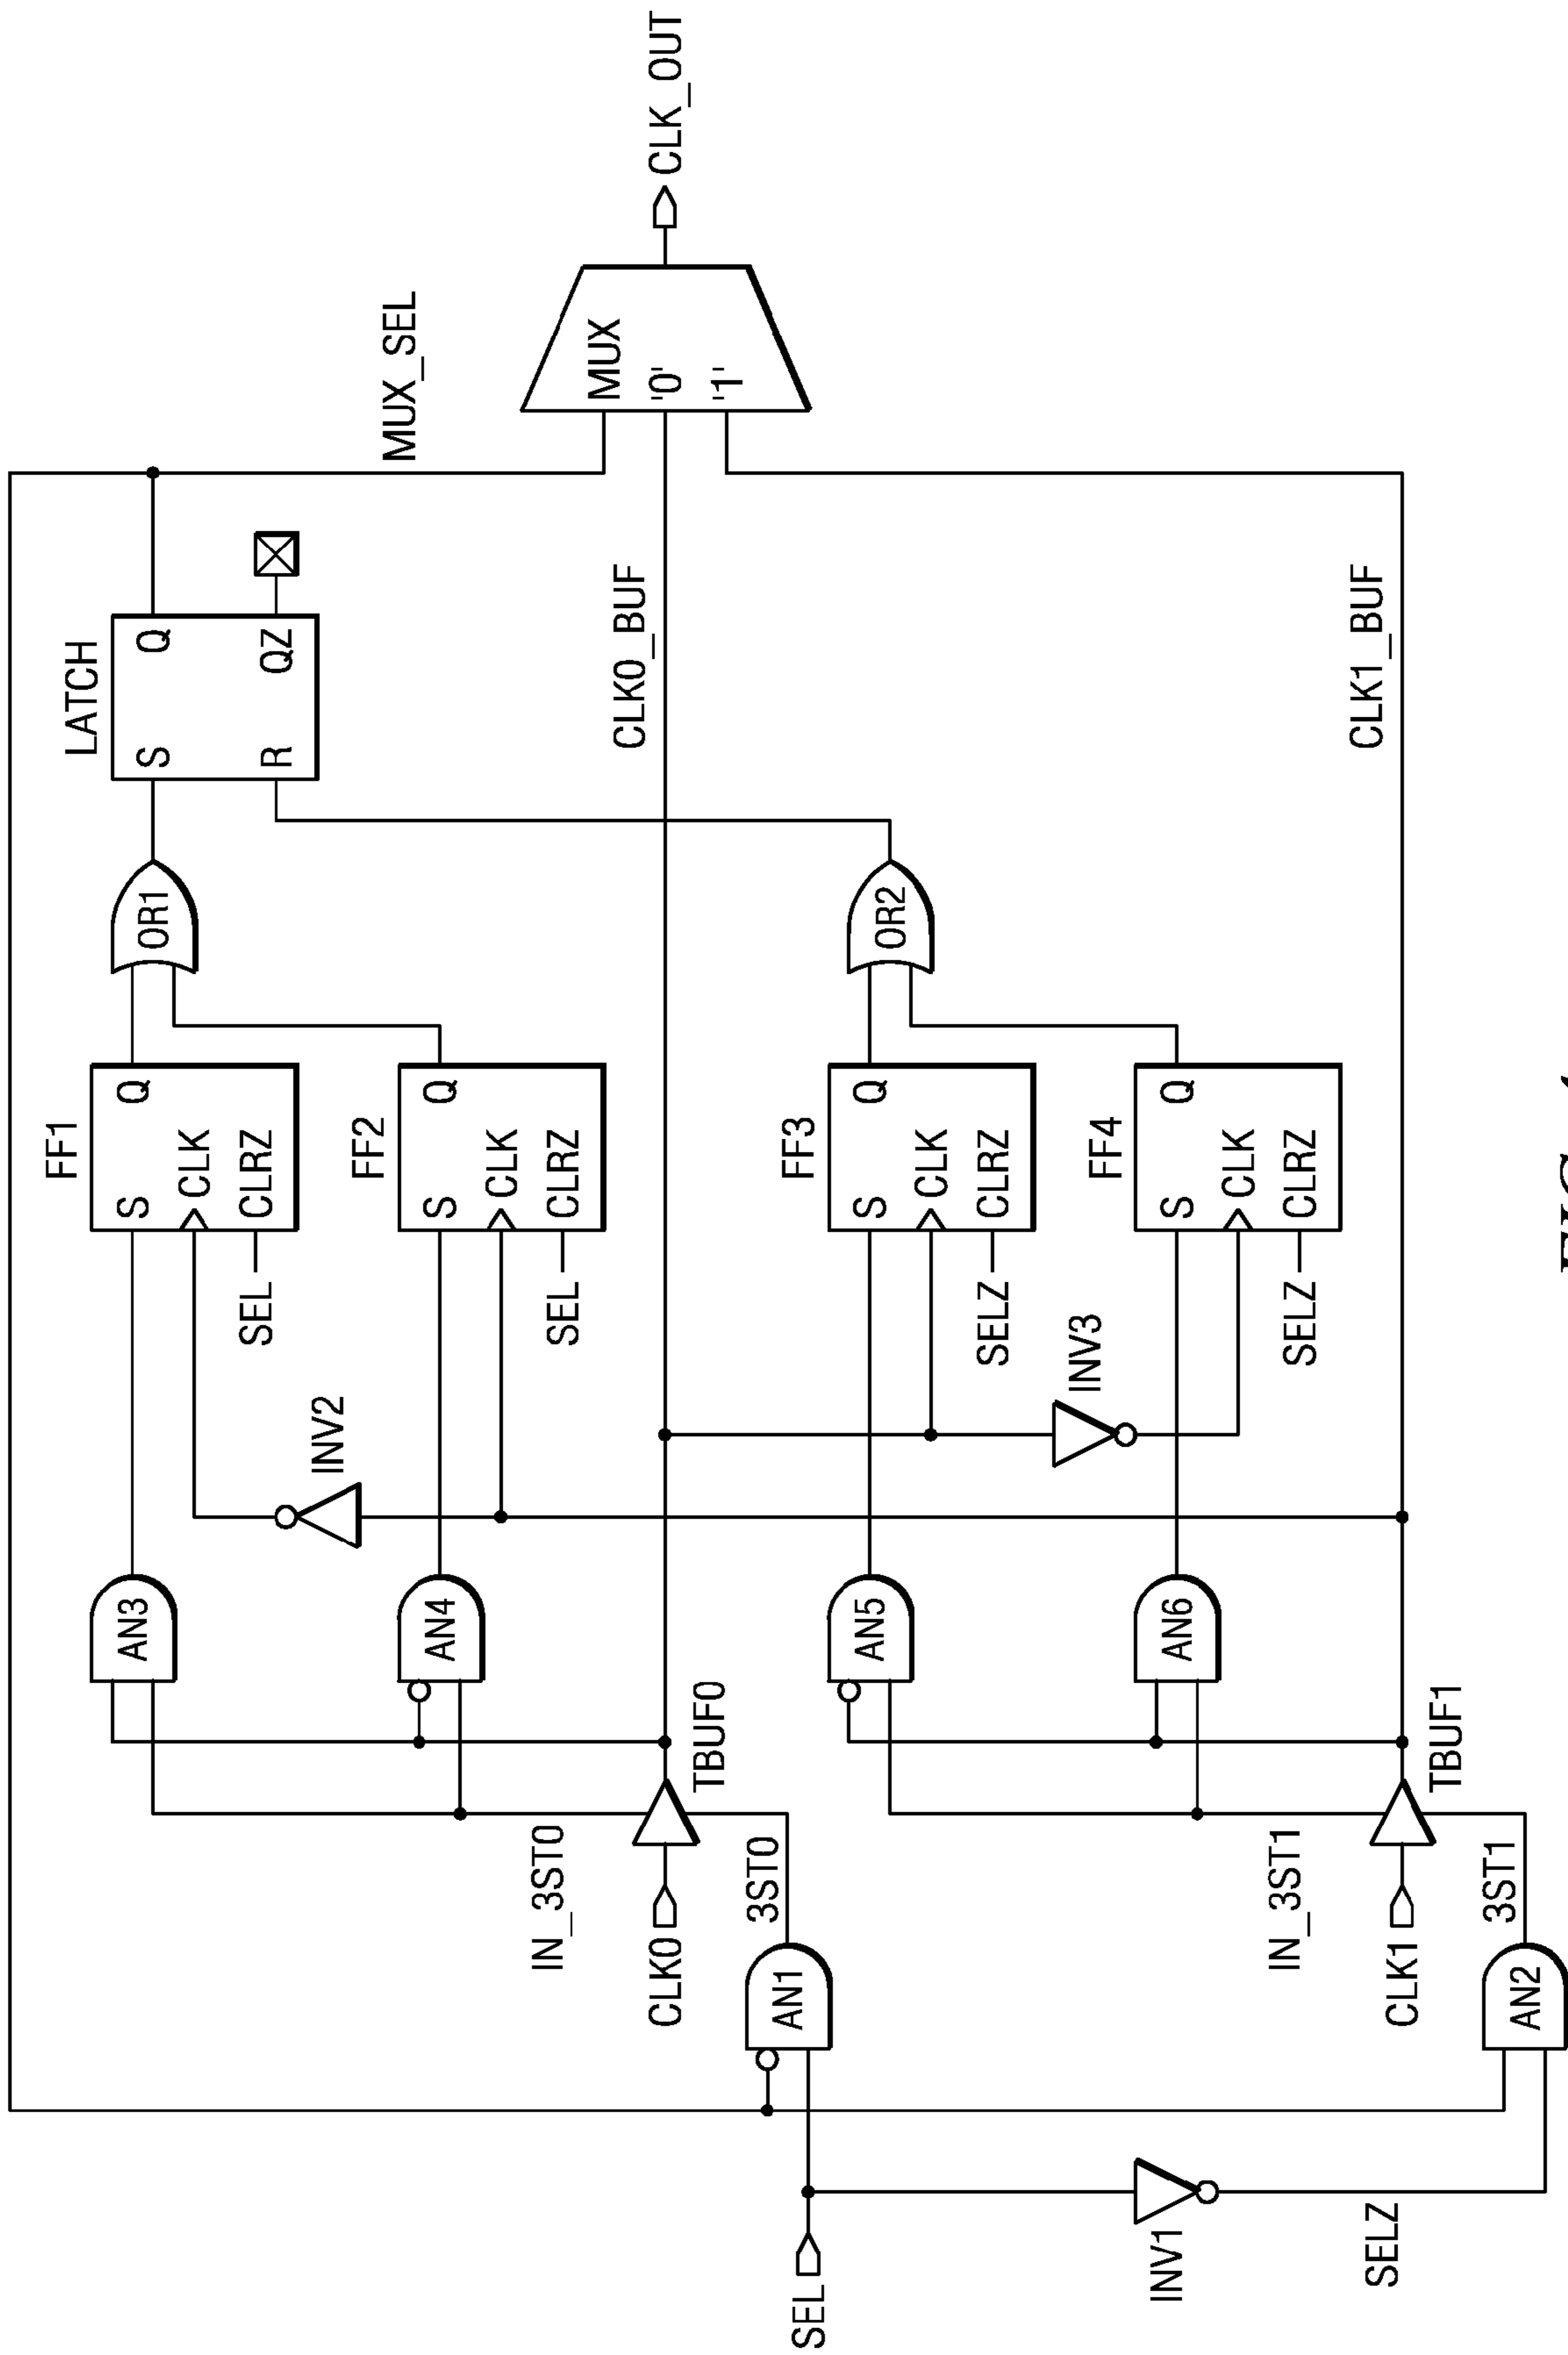 SEL
INV1
SELZ
AN1
AN2
CLK0
3ST0
IN_3ST0
TBUF0
CLK1
3ST1
IN_3ST1
TBUF1
AN3
AN4
AN5
AN6
INV2
INV3
FF1
S Q
CLK
CLRZ
SEL
FF2
S Q
CLK
CLRZ
SEL
FF3
S Q
CLK
CLRZ
SELZ
FF4
S Q
CLK
CLRZ
SELZ
OR1
OR2
LATCH
S Q
R QZ
CLK0_BUF
CLK1_BUF
MUX_SEL
MUX
'0'
'1'
CLK_OUT